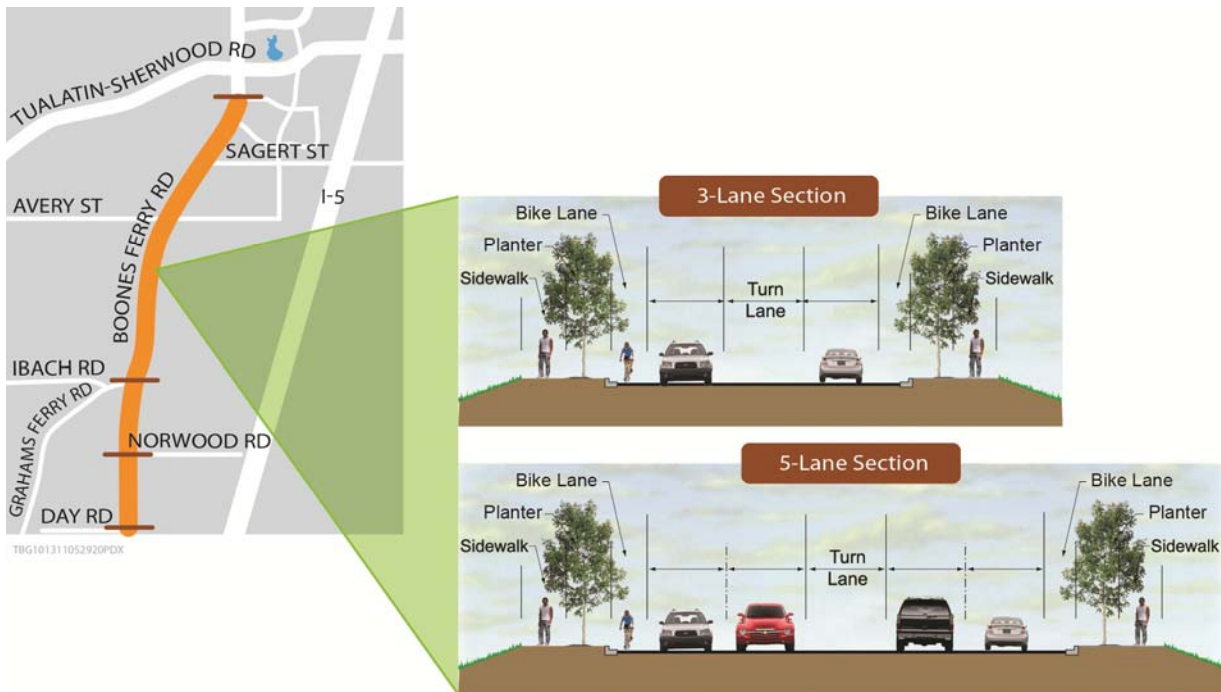 TUALATIN-SHERWOOD RD
SAGERT ST
I-5
AVERY ST
BOONES FERRY RD
IBACH RD
GRAHAMS FERRY RD
NORWOOD RD
DAY RD
TBG101311052920PDX
3-Lane Section
Bike Lane
Planter
Sidewalk
Turn
Lane
Bike Lane
Planter
Sidewalk
5-Lane Section
Bike Lane
Planter
Sidewalk
Turn
Lane
Bike Lane
Planter
Sidewalk